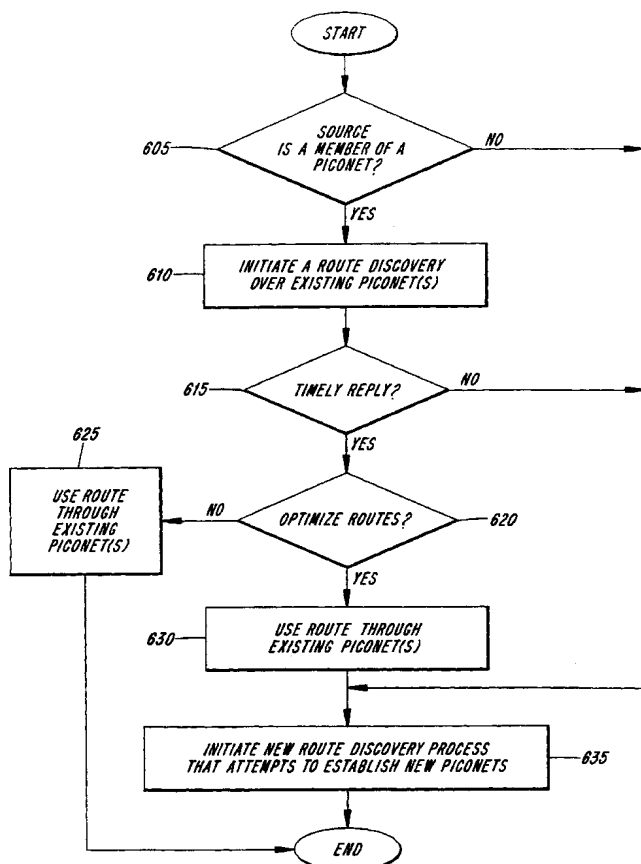 START
605
SOURCE
IS A MEMBER OF A
PICONET?
NO
YES
610
INITIATE A ROUTE DISCOVERY
OVER EXISTING PICONET(S)
615
TIMELY REPLY?
NO
YES
625
USE ROUTE
THROUGH
EXISTING
PICONET(S)
NO
OPTIMIZE ROUTES?
620
YES
630
USE ROUTE THROUGH
EXISTING PICONET(S)
INITIATE NEW ROUTE DISCOVERY PROCESS
THAT ATTEMPTS TO ESTABLISH NEW PICONETS
635
END